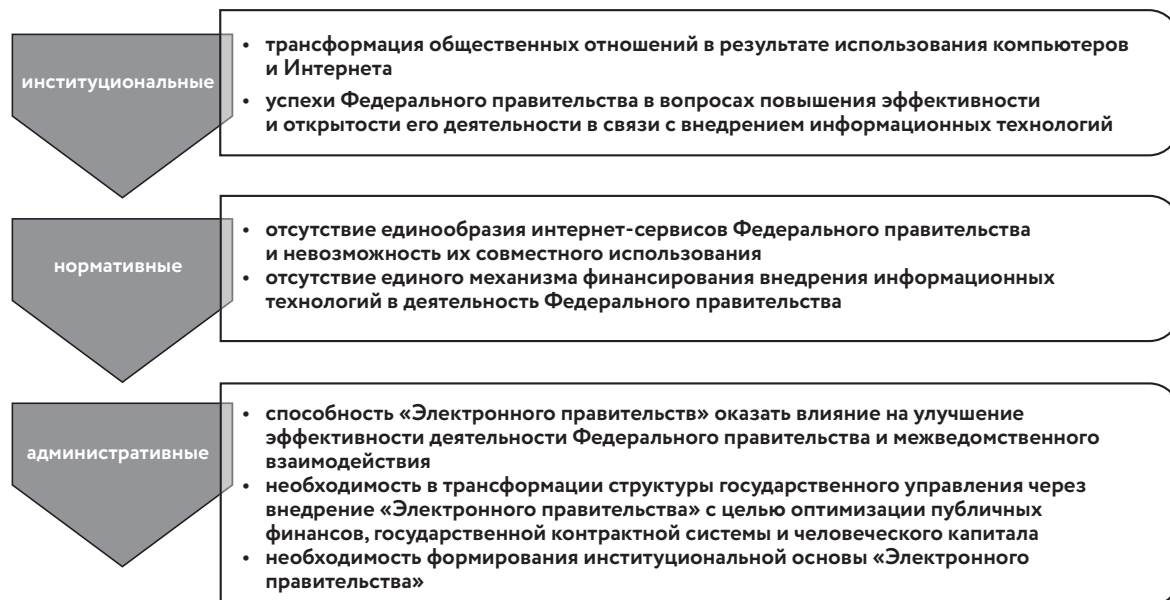 институциональные
• трансформация общественных отношений в результате использования компьютеров
и Интернета
• успехи Федерального правительства в вопросах повышения эффективности
и открытости его деятельности в связи с внедрением информационных технологий
нормативные
• отсутствие единообразия интернет-сервисов Федерального правительства
и невозможность их совместного использования
• отсутствие единого механизма финансирования внедрения информационных
технологий в деятельность Федерального правительства
административные
• способность «Электронного правительств» оказать влияние на улучшение
эффективности деятельности Федерального правительства и межведомственного
взаимодействия
• необходимость в трансформации структуры государственного управления через
внедрение «Электронного правительства» с целью оптимизации публичных
финансов, государственной контрактной системы и человеческого капитала
• необходимость формирования институциональной основы «Электронного
правительства»